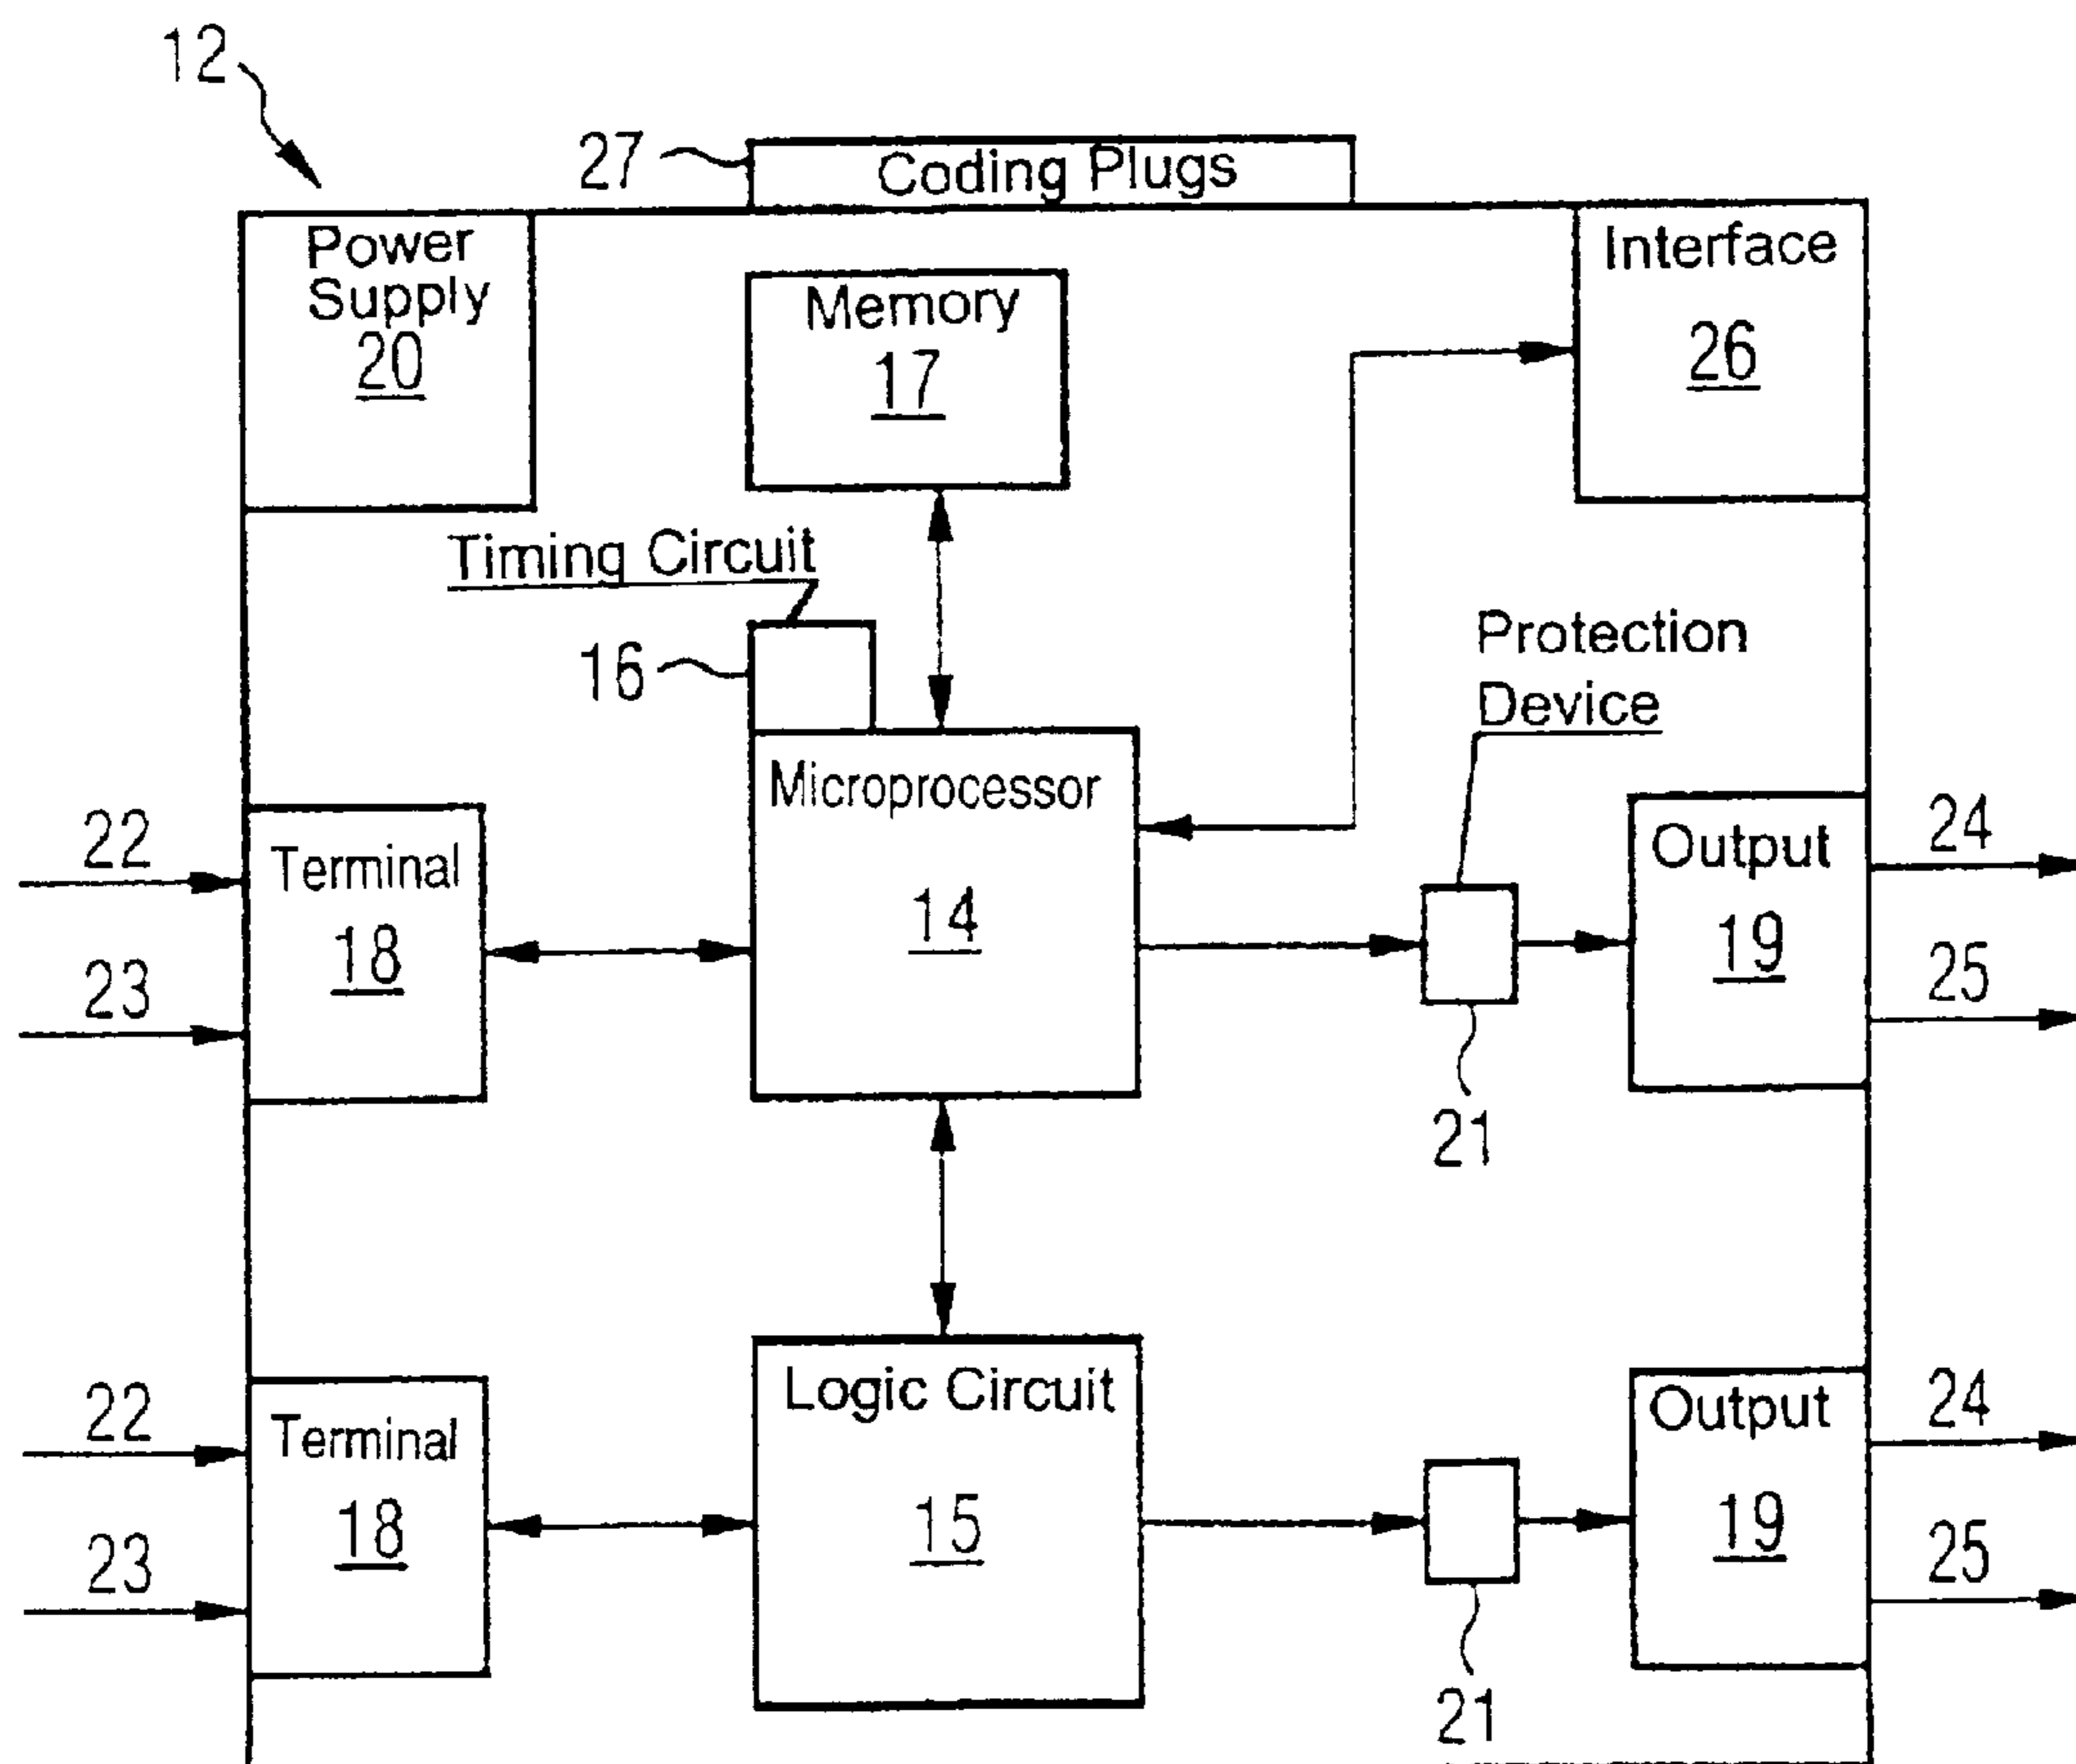 12
27
Coding Plugs
Power
Supply
20
Memory
17
Interface
26
Timing Circuit
16
Protection
Device
Microprocessor
14
22
23
Terminal
18
21
Output
19
24
25
22
23
Terminal
18
Logic Circuit
15
21
Output
19
24
25